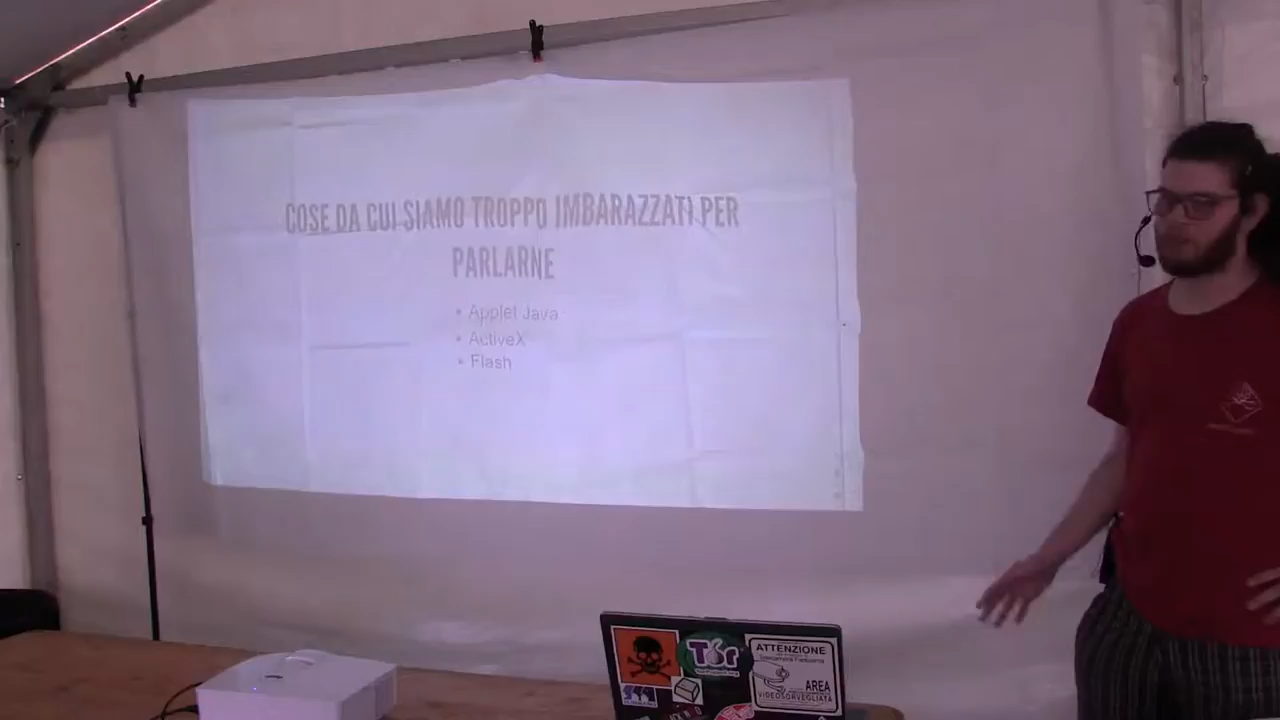 COSE DA CUI SIAMO TROPPO IMBARAZZATI PER
PARLARNE
• Applet Java
• ActiveX
• Flash
Tor
ATTENZIONE
AREA
VIDEOSORVEGLIATA